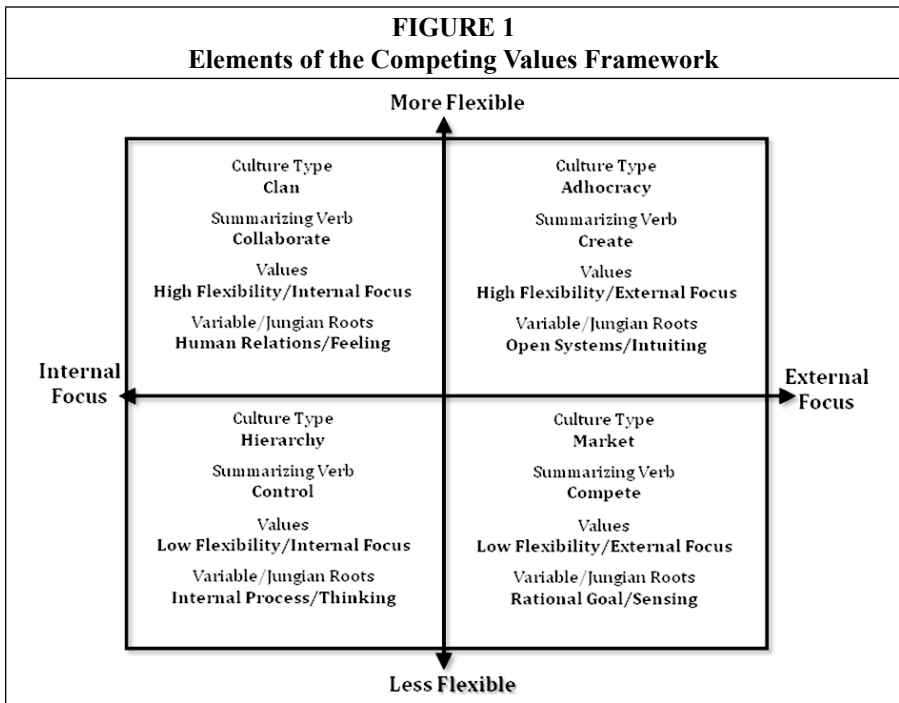 FIGURE 1
Elements of the Competing Values Framework
More Flexible
Culture Type
Clan
Summarizing Verb
Collaborate
Values
High Flexibility/Internal Focus
Variable/Jungian Roots
Human Relations/Feeling
Culture Type
Adhocracy
Summarizing Verb
Create
Values
High Flexibility/External Focus
Variable/Jungian Roots
Open Systems/Intuiting
Internal
Focus
External
Focus
Culture Type
Hierarchy
Summarizing Verb
Control
Values
Low Flexibility/Internal Focus
Variable/Jungian Roots
Internal Process/Thinking
Culture Type
Market
Summarizing Verb
Compete
Values
Low Flexibility/External Focus
Variable/Jungian Roots
Rational Goal/Sensing
Less Flexible